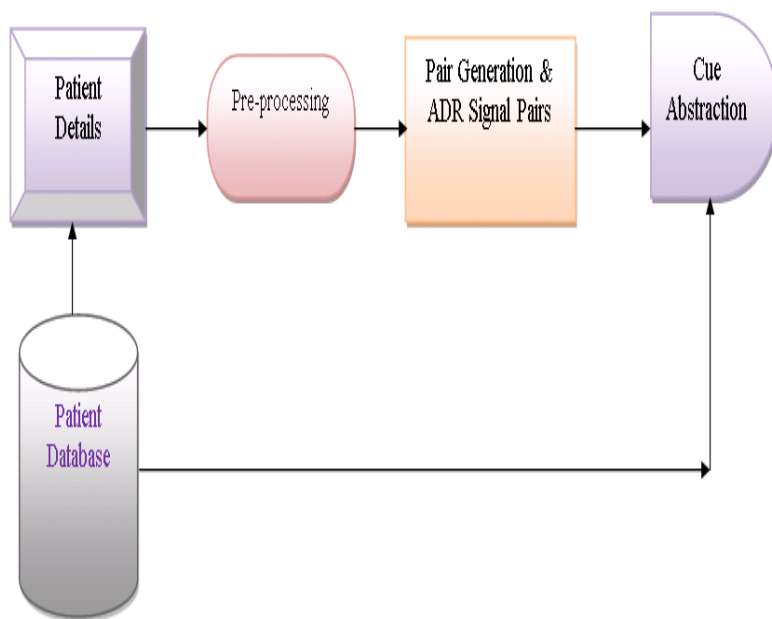 Patient
Details
Pre-processing
Pair Generation &
ADR Signal Pairs
Cue
Abstraction
Patient
Database